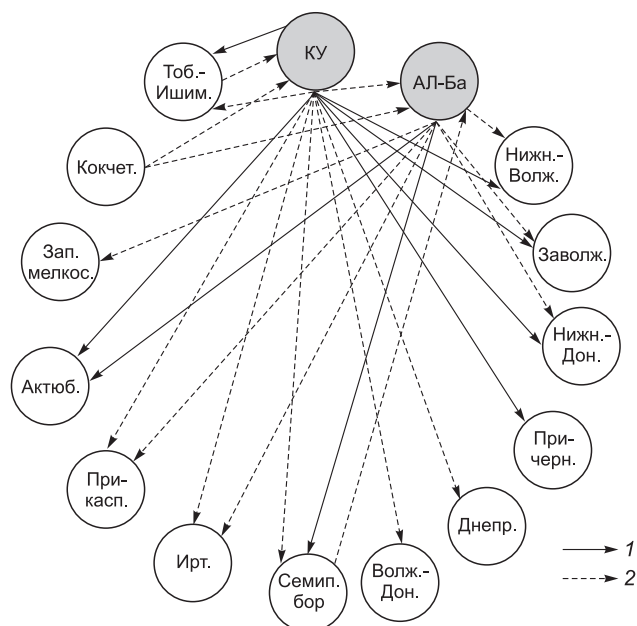 КУ
АЛ-Ба
Тоб.-
Ишим.
Кокчет.
Нижн.-
Волж.
Зап.
мелкос.
Заволж.
Нижн.-
Дон.
Актюб.
При-
черн.
При-
касп.
Днепр.
Ирт.
Семип.
бор
Волж.-
Дон.
1
2